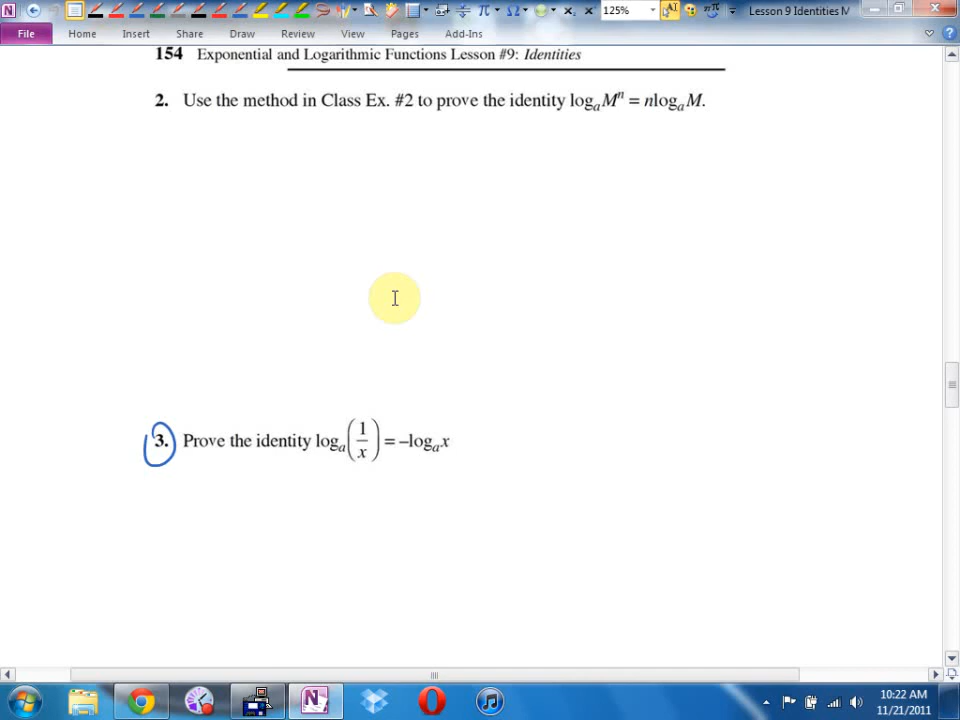 125% Lesson 9 Identities M
File Home Insert Share Draw Review View Pages Add-Ins
154 Exponential and Logarithmic Functions Lesson #9: Identities
2. Use the method in Class Ex. #2 to prove the identity logₐMⁿ = nlogₐM.
3. Prove the identity logₐ(1/x) = –logₐx
10:22 AM
11/21/2011